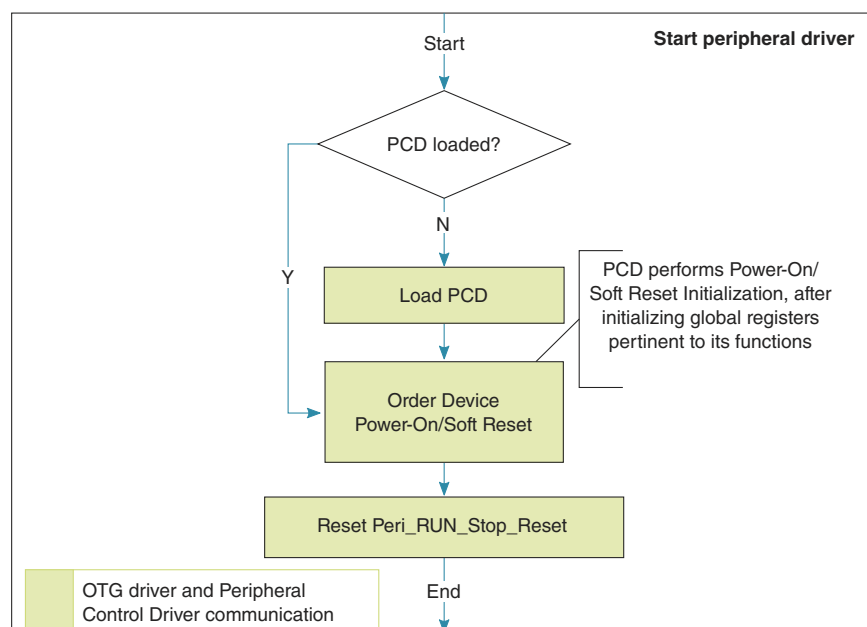 Start peripheral driver
Start
PCD loaded?
N
Y
Load PCD
PCD performs Power-On/
Soft Reset Initialization, after
initializing global registers
pertinent to its functions
Order Device
Power-On/Soft Reset
Reset Peri_RUN_Stop_Reset
End
OTG driver and Peripheral
Control Driver communication